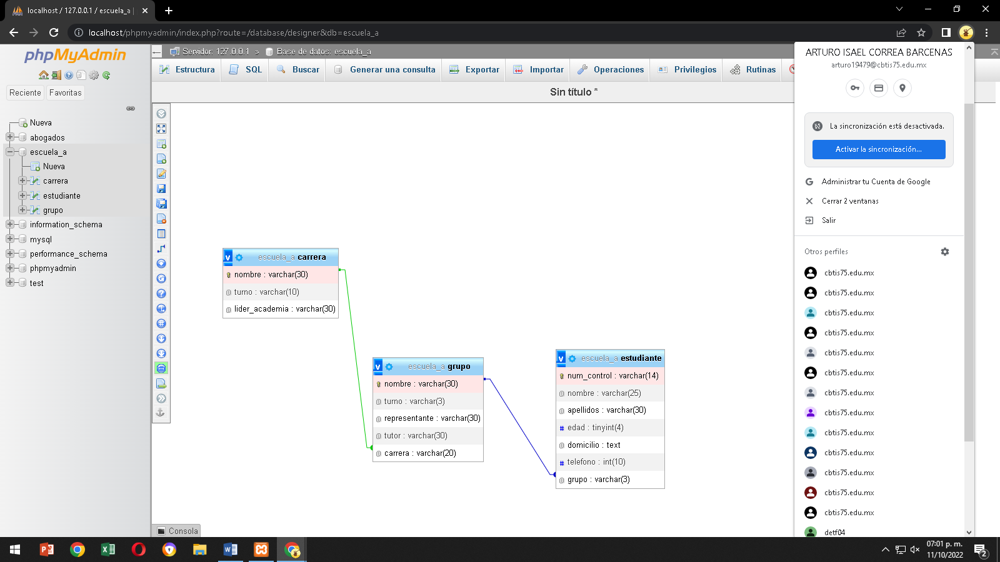 localhost / 127.0.0.1 / escuela_a |
localhost/phpmyadmin/index.php?route=/database/designer&db=escuela_a
phpMyAdmin
Reciente
Favoritas
Nueva
abogados
escuela_a
Nueva
carrera
estudiante
grupo
information_schema
mysql
performance_schema
phpmyadmin
test
Servidor: 127.0.0.1 » Base de datos: escuela_a
Estructura SQL Buscar Generar una consulta Exportar Importar Operaciones Privilegios Rutinas
Sin título *
escuela_a carrera
nombre : varchar(30)
turno : varchar(10)
lider_academia : varchar(30)
escuela_a grupo
nombre : varchar(30)
turno : varchar(3)
representante : varchar(30)
tutor : varchar(30)
carrera : varchar(20)
escuela_a estudiante
num_control : varchar(14)
nombre : varchar(25)
apellidos : varchar(30)
edad : tinyint(4)
domicilio : text
telefono : int(10)
grupo : varchar(3)
Consola
ARTURO ISAEL CORREA BARCENAS
arturo19479@cbtis75.edu.mx
La sincronización está desactivada.
Activar la sincronización...
Administrar tu Cuenta de Google
Cerrar 2 ventanas
Salir
Otros perfiles
cbtis75.edu.mx
cbtis75.edu.mx
cbtis75.edu.mx
cbtis75.edu.mx
cbtis75.edu.mx
cbtis75.edu.mx
cbtis75.edu.mx
cbtis75.edu.mx
cbtis75.edu.mx
cbtis75.edu.mx
cbtis75.edu.mx
cbtis75.edu.mx
cbtis75.edu.mx
detf04
07:01 p. m.
11/10/2022
2